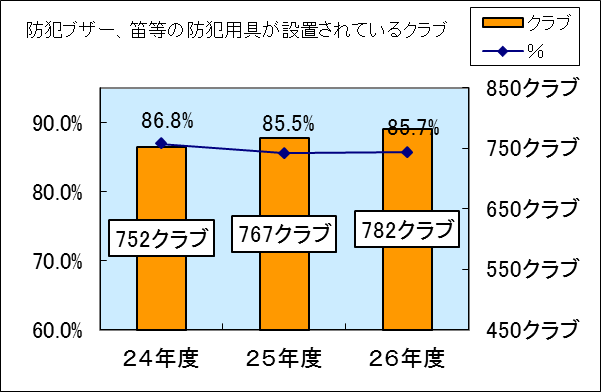 防犯ブザー、笛等の防犯用具が設置されているクラブ
クラブ
%
90.0%
80.0%
70.0%
60.0%
86.8%
85.5%
85.7%
752クラブ
767クラブ
782クラブ
850クラブ
750クラブ
650クラブ
550クラブ
450クラブ
24年度
25年度
26年度